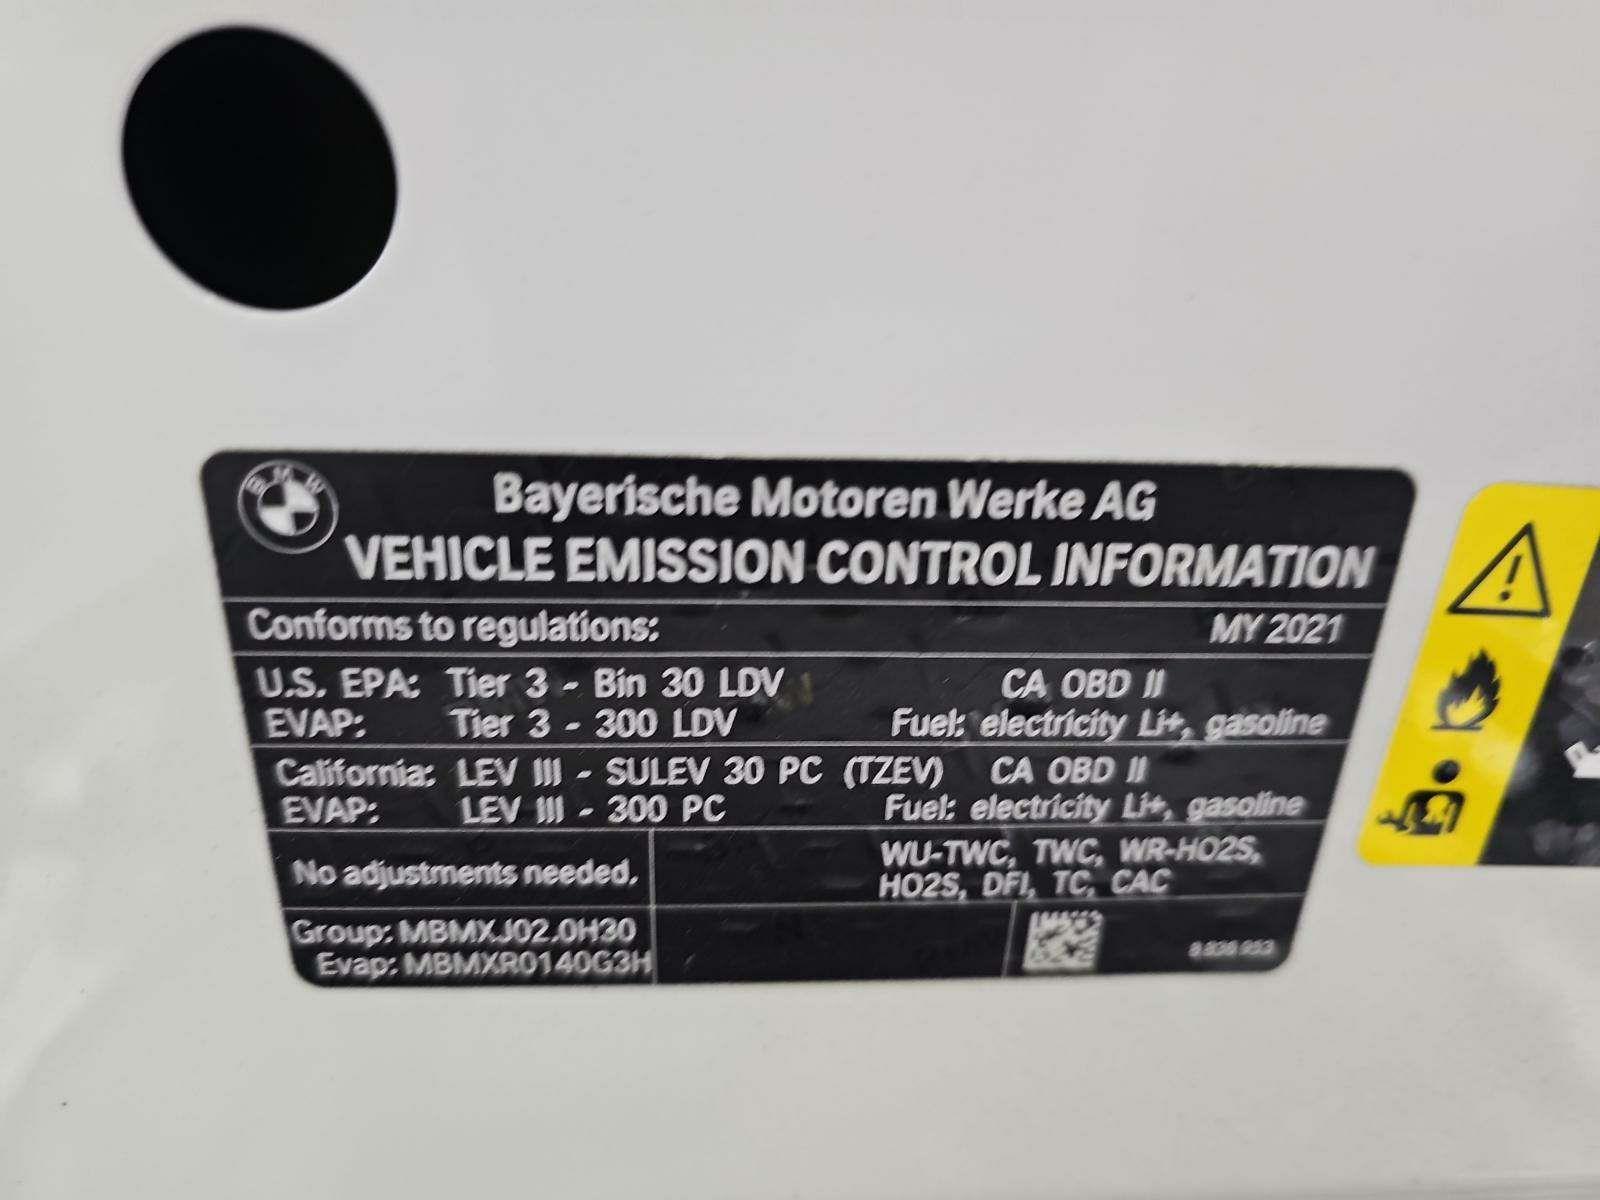 BMW
Bayerische Motoren Werke AG
VEHICLE EMISSION CONTROL INFORMATION
Conforms to regulations: MY 2021
U.S. EPA: Tier 3 - Bin 30 LDV CA OBD II
EVAP: Tier 3 - 300 LDV Fuel: electricity Li+, gasoline
California: LEV III - SULEV 30 PC (TZEV) CA OBD II
EVAP: LEV III - 300 PC Fuel: electricity Li+, gasoline
No adjustments needed. WU-TWC, TWC, WR-HO2S,
HO2S, DFI, TC, CAC
Group: MBMXJ02.0H30
Evap: MBMXR0140G3H